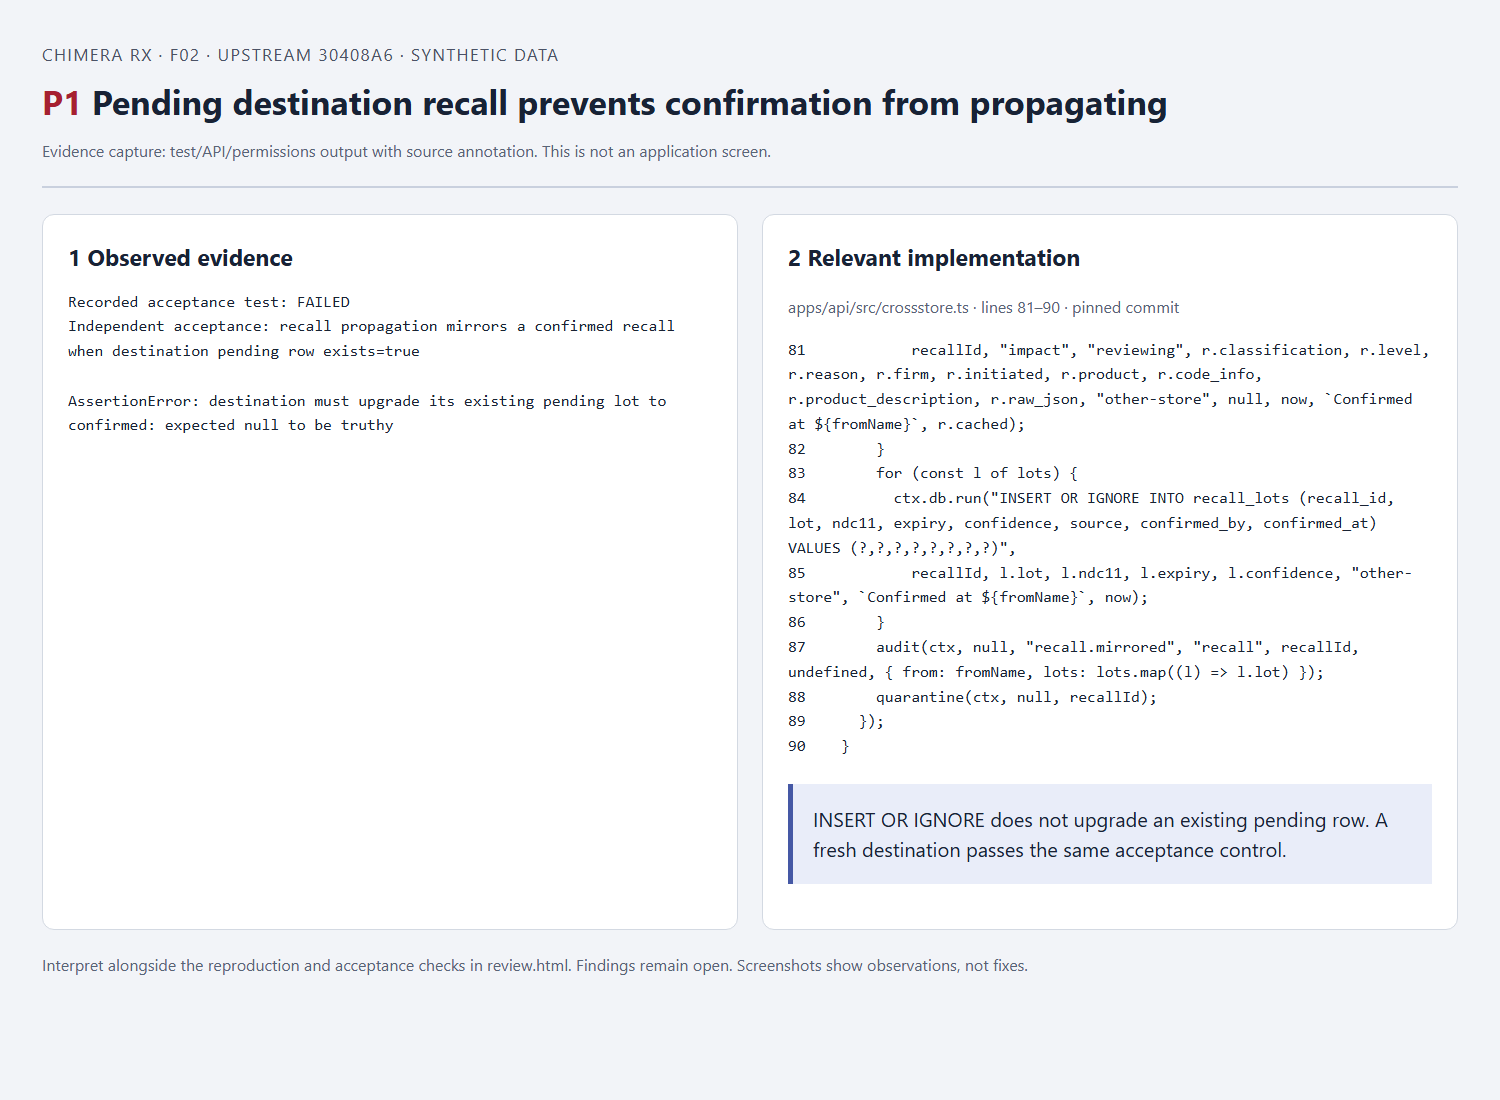 CHIMERA RX · F02 · UPSTREAM 30408A6 · SYNTHETIC DATA
P1 Pending destination recall prevents confirmation from propagating
Evidence capture: test/API/permissions output with source annotation. This is not an application screen.
1 Observed evidence
Recorded acceptance test: FAILED
Independent acceptance: recall propagation mirrors a confirmed recall
when destination pending row exists=true
AssertionError: destination must upgrade its existing pending lot to
confirmed: expected null to be truthy
2 Relevant implementation
apps/api/src/crossstore.ts · lines 81–90 · pinned commit
81            recallId, "impact", "reviewing", r.classification, r.level,
r.reason, r.firm, r.initiated, r.product, r.code_info,
r.product_description, r.raw_json, "other-store", null, now, `Confirmed
at ${fromName}`, r.cached);
82        }
83        for (const l of lots) {
84          ctx.db.run("INSERT OR IGNORE INTO recall_lots (recall_id,
lot, ndc11, expiry, confidence, source, confirmed_by, confirmed_at)
VALUES (?,?,?,?,?,?,?,?)",
85            recallId, l.lot, l.ndc11, l.expiry, l.confidence, "other-
store", `Confirmed at ${fromName}`, now);
86        }
87        audit(ctx, null, "recall.mirrored", "recall", recallId,
undefined, { from: fromName, lots: lots.map((l) => l.lot) });
88        quarantine(ctx, null, recallId);
89      });
90    }
INSERT OR IGNORE does not upgrade an existing pending row. A
fresh destination passes the same acceptance control.
Interpret alongside the reproduction and acceptance checks in review.html. Findings remain open. Screenshots show observations, not fixes.